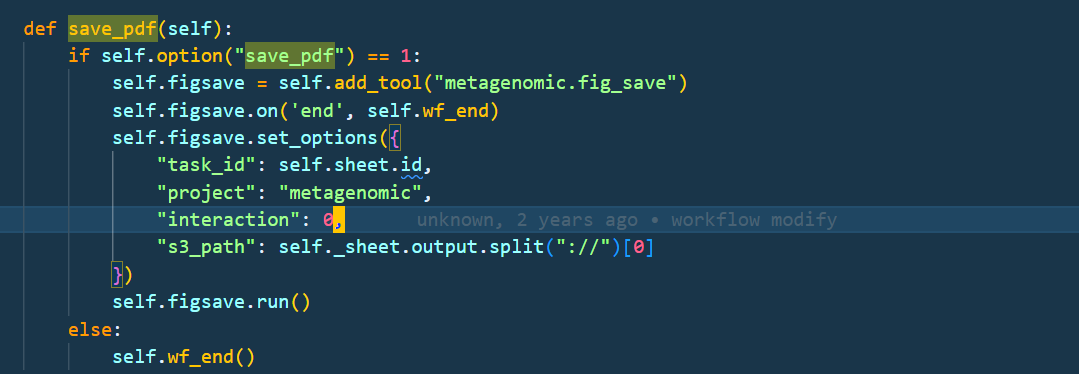 def save_pdf(self):
    if self.option("save_pdf") == 1:
        self.figsave = self.add_tool("metagenomic.fig_save")
        self.figsave.on('end', self.wf_end)
        self.figsave.set_options({
            "task_id": self.sheet.id,
            "project": "metagenomic",
            "interaction": 0,        unknown, 2 years ago • workflow modify
            "s3_path": self._sheet.output.split("://")[0]
        })
        self.figsave.run()
    else:
        self.wf_end()